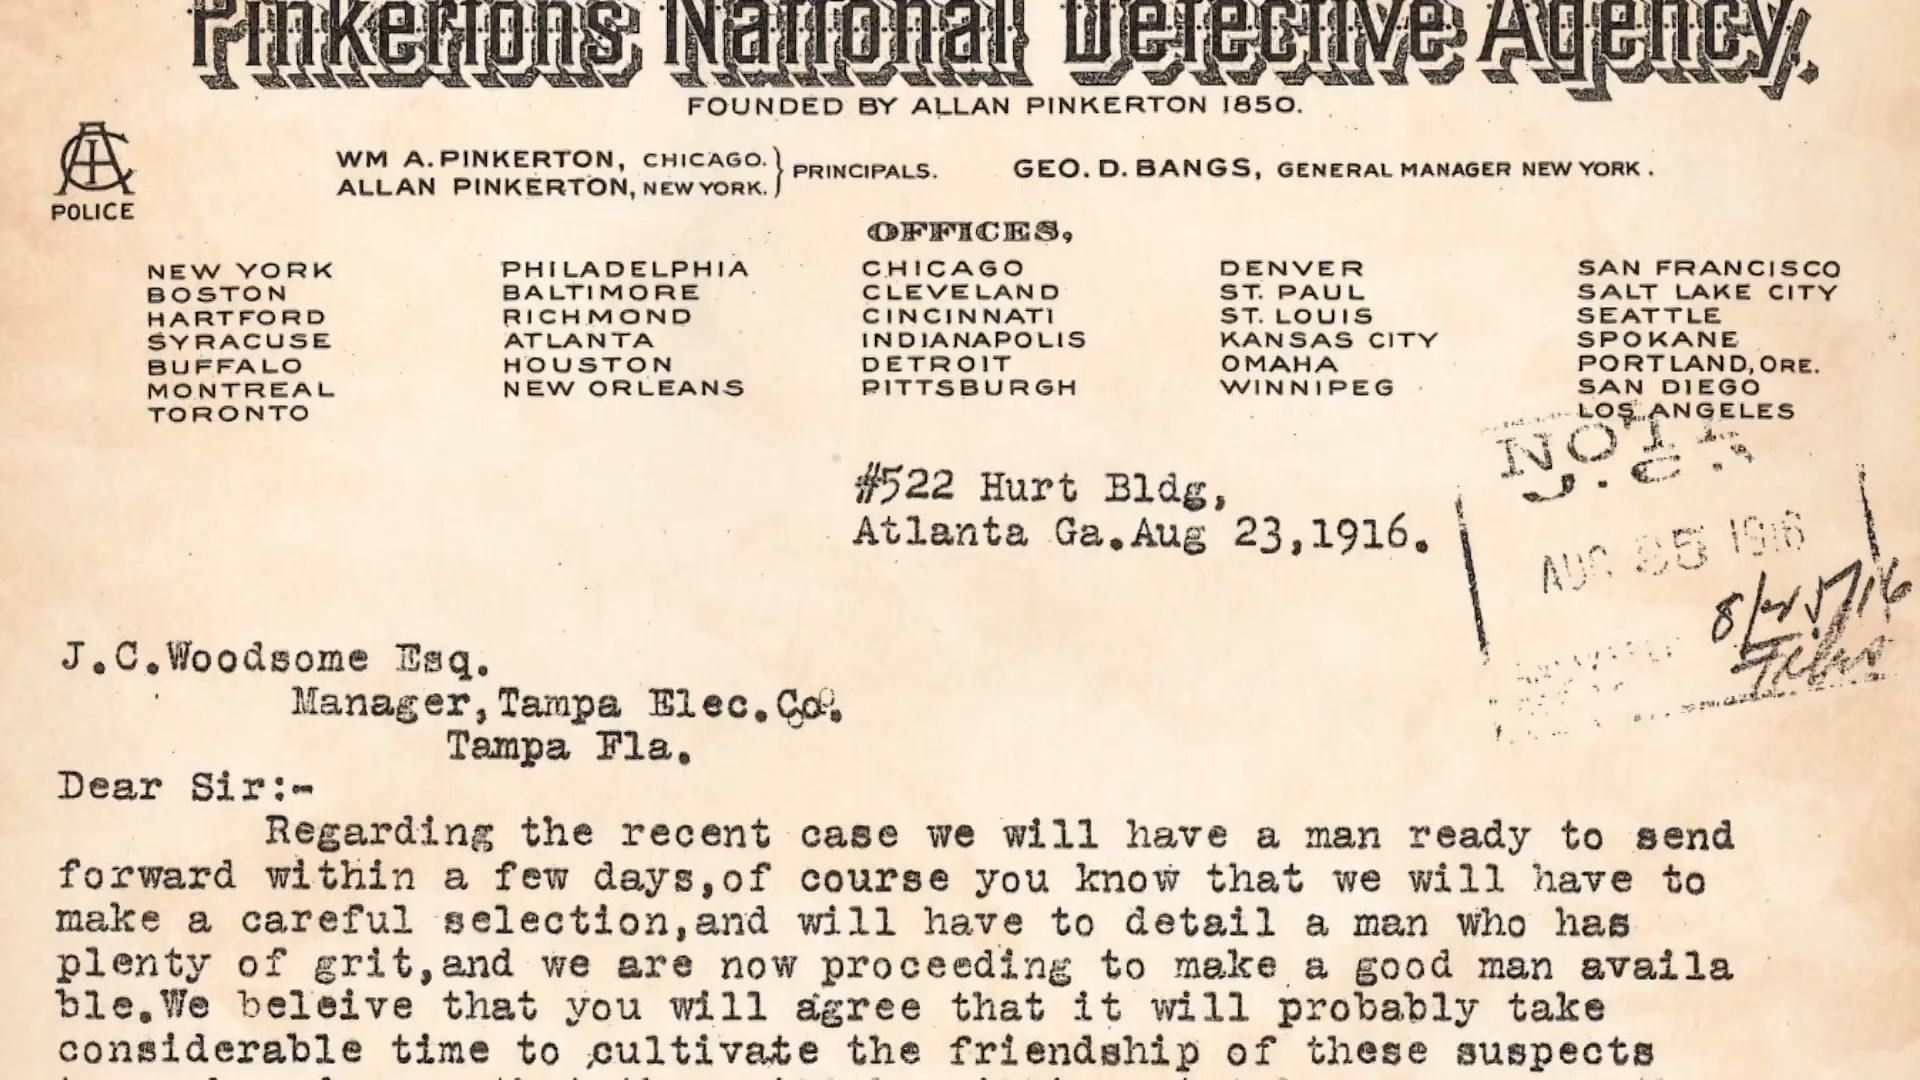 Pinkertons National Detective Agency.
FOUNDED BY ALLAN PINKERTON 1850.
POLICE
WM A. PINKERTON, CHICAGO.
ALLAN PINKERTON, NEW YORK.
PRINCIPALS.
GEO. D. BANGS, GENERAL MANAGER NEW YORK.
OFFICES,
NEW YORK
BOSTON
HARTFORD
SYRACUSE
BUFFALO
MONTREAL
TORONTO
PHILADELPHIA
BALTIMORE
RICHMOND
ATLANTA
HOUSTON
NEW ORLEANS
CHICAGO
CLEVELAND
CINCINNATI
INDIANAPOLIS
DETROIT
PITTSBURGH
DENVER
ST. PAUL
ST. LOUIS
KANSAS CITY
OMAHA
WINNIPEG
SAN FRANCISCO
SALT LAKE CITY
SEATTLE
SPOKANE
PORTLAND, ORE.
SAN DIEGO
LOS ANGELES
#522 Hurt Bldg,
Atlanta Ga.Aug 23,1916.
J. C.
AUG 25 1916
8/25/16
J.C.Woodsome Esq.
Manager,Tampa Elec.Co.
Tampa Fla.
Dear Sir:-
Regarding the recent case we will have a man ready to send
forward within a few days,of course you know that we will have to
make a careful selection,and will have to detail a man who has
plenty of grit,and we are now proceeding to make a good man availa
ble.We beleive that you will agree that it will probably take
considerable time to cultivate the friendship of these suspects